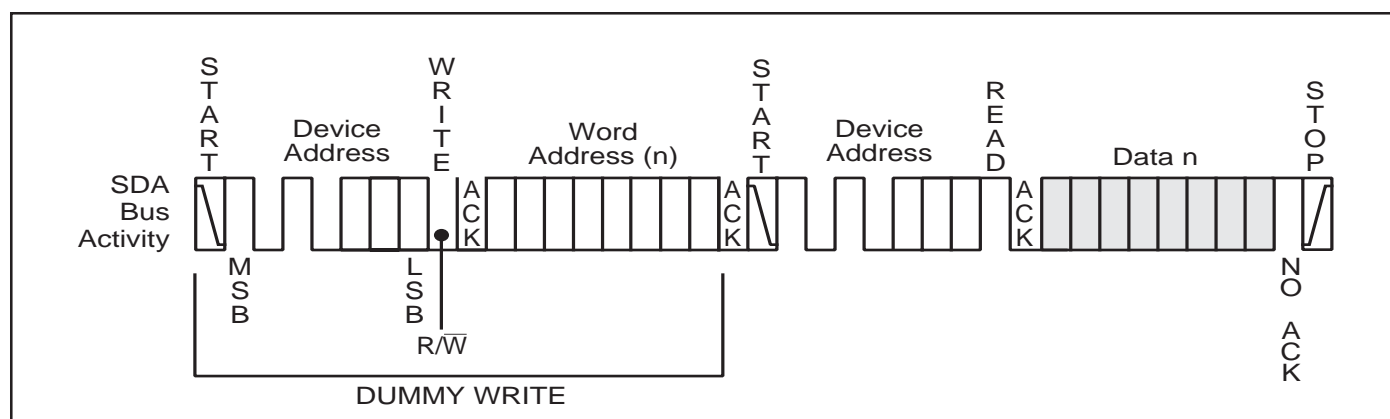 START
WRITE
START
READ
STOP
Device
Address
Word
Address (n)
Device
Address
Data n
SDA
Bus
Activity
ACK
ACK
ACK
MSB
LSB
NO ACK
R/W̅
DUMMY WRITE